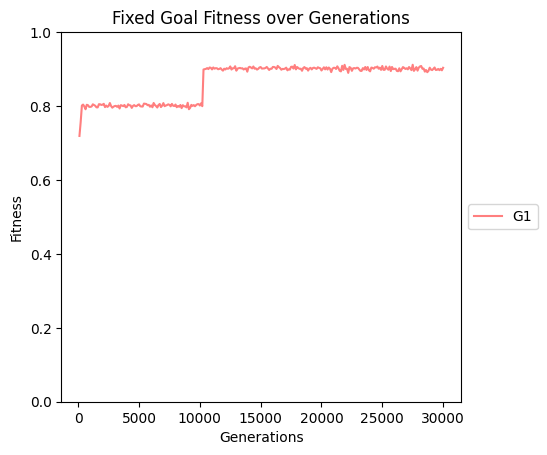 Fixed Goal Fitness over Generations
1.0
0.8
0.6
0.4
0.2
0.0
Fitness
0 5000 10000 15000 20000 25000 30000
Generations
G1